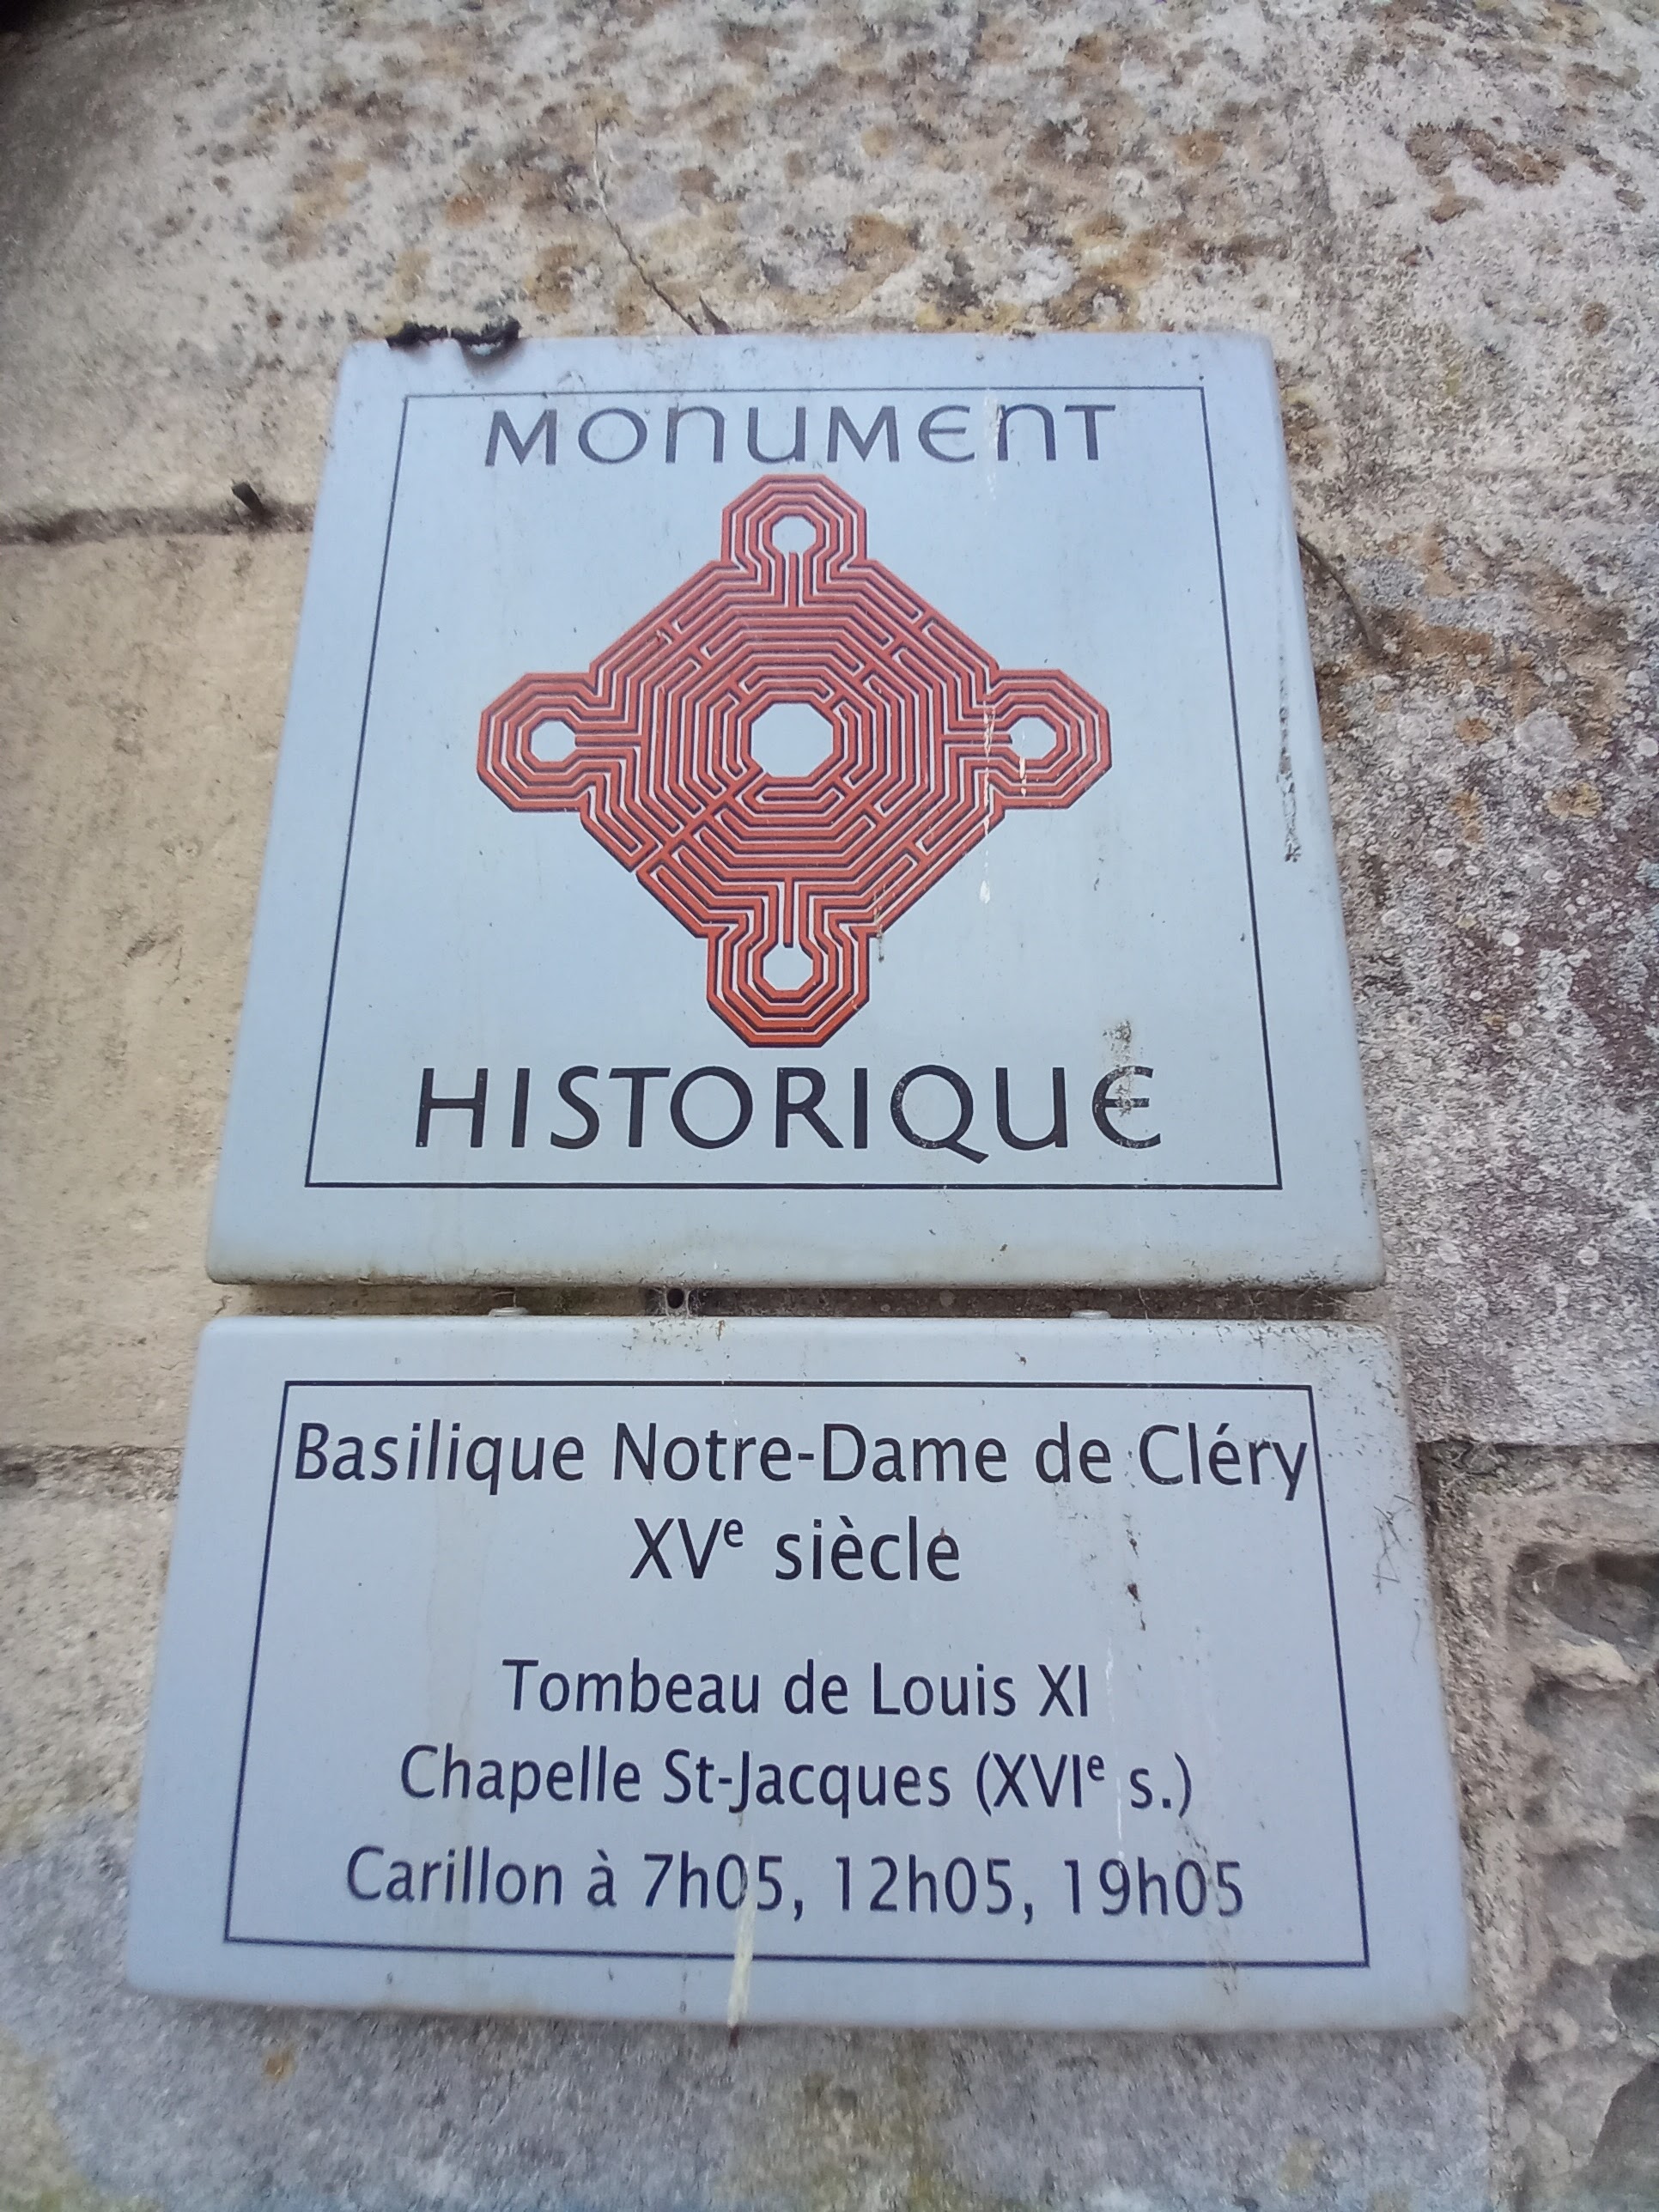 MONUMENT
HISTORIQUE
Basilique Notre-Dame de Cléry
XVᵉ siècle
Tombeau de Louis XI
Chapelle St-Jacques (XVIᵉ s.)
Carillon à 7h05, 12h05, 19h05